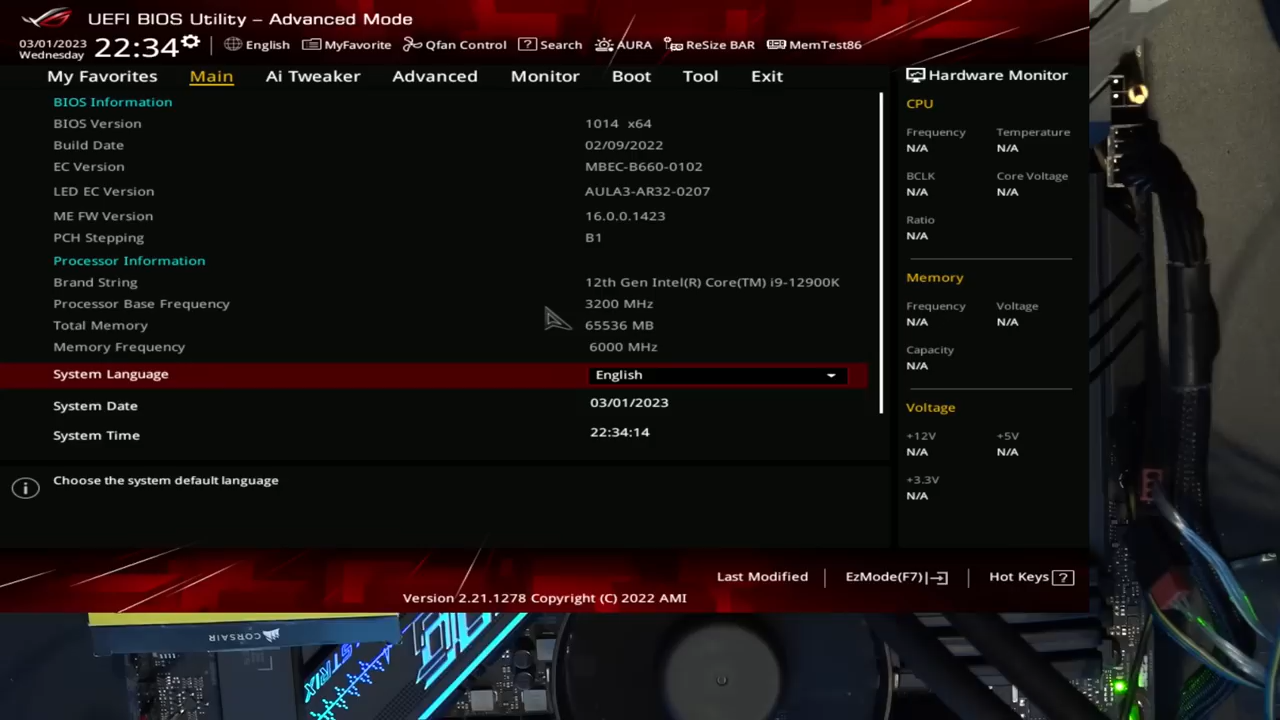 UEFI BIOS Utility – Advanced Mode
03/01/2023
Wednesday
22:34
English
MyFavorite
Qfan Control
? Search
AURA
ReSize BAR
MemTest86
My Favorites
Main
Ai Tweaker
Advanced
Monitor
Boot
Tool
Exit
BIOS Information
BIOS Version 1014 x64
Build Date 02/09/2022
EC Version MBEC-B660-0102
LED EC Version AULA3-AR32-0207
ME FW Version 16.0.0.1423
PCH Stepping B1
Processor Information
Brand String 12th Gen Intel(R) Core(TM) i9-12900K
Processor Base Frequency 3200 MHz
Total Memory 65536 MB
Memory Frequency 6000 MHz
System Language English
System Date 03/01/2023
System Time 22:34:14
Choose the system default language
Hardware Monitor
CPU
Frequency Temperature
N/A N/A
BCLK Core Voltage
N/A N/A
Ratio
N/A
Memory
Frequency Voltage
N/A N/A
Capacity
N/A
Voltage
+12V +5V
N/A N/A
+3.3V
N/A
Last Modified
EzMode(F7)
Hot Keys ?
Version 2.21.1278 Copyright (C) 2022 AMI
CORSAIR
STRIX